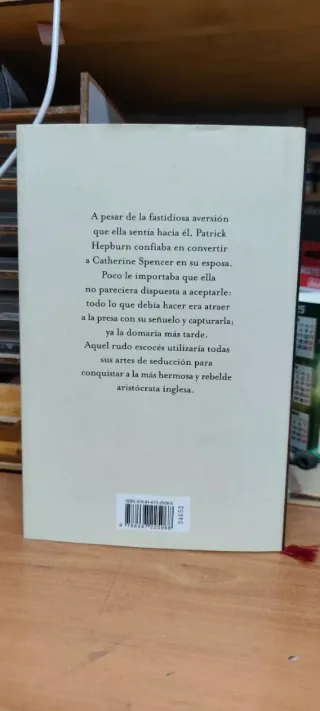 A pesar de la fastidiosa aversión
que ella sentía hacia él, Patrick
Hepburn confiaba en convertir
a Catherine Spencer en su esposa.
Poco le importaba que ella
no pareciera dispuesta a aceptarle:
todo lo que debía hacer era atraer
a la presa con su señuelo y capturarla;
ya la domaría más tarde.
Aquel rudo escocés utilizaría todas
sus artes de seducción para
conquistar a la más hermosa y rebelde
aristócrata inglesa.